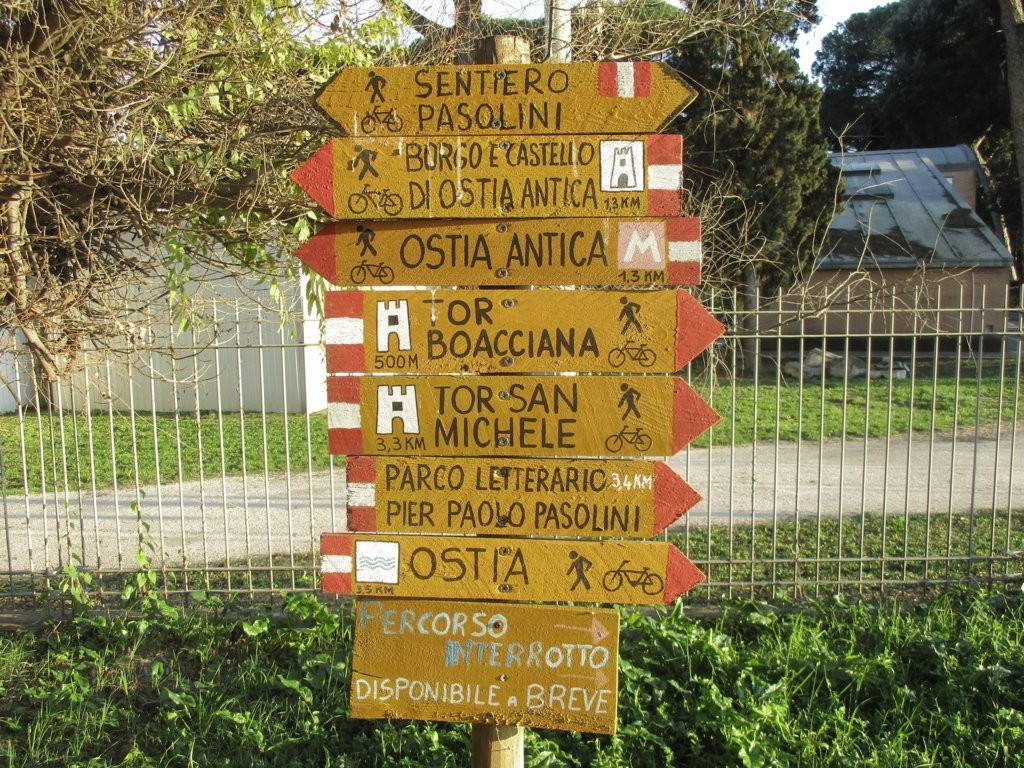 SENTIERO
PASOLINI
BORGO E CASTELLO
DI OSTIA ANTICA
1.3 KM
OSTIA ANTICA
M
1.3 KM
TOR
BOACCIANA
500M
TOR SAN
MICHELE
3,3 KM
PARCO LETTERARIO
3,4 KM
PIER PAOLO PASOLINI
OSTIA
3.5 KM
PERCORSO
INTERROTTO
DISPONIBILE A BREVE